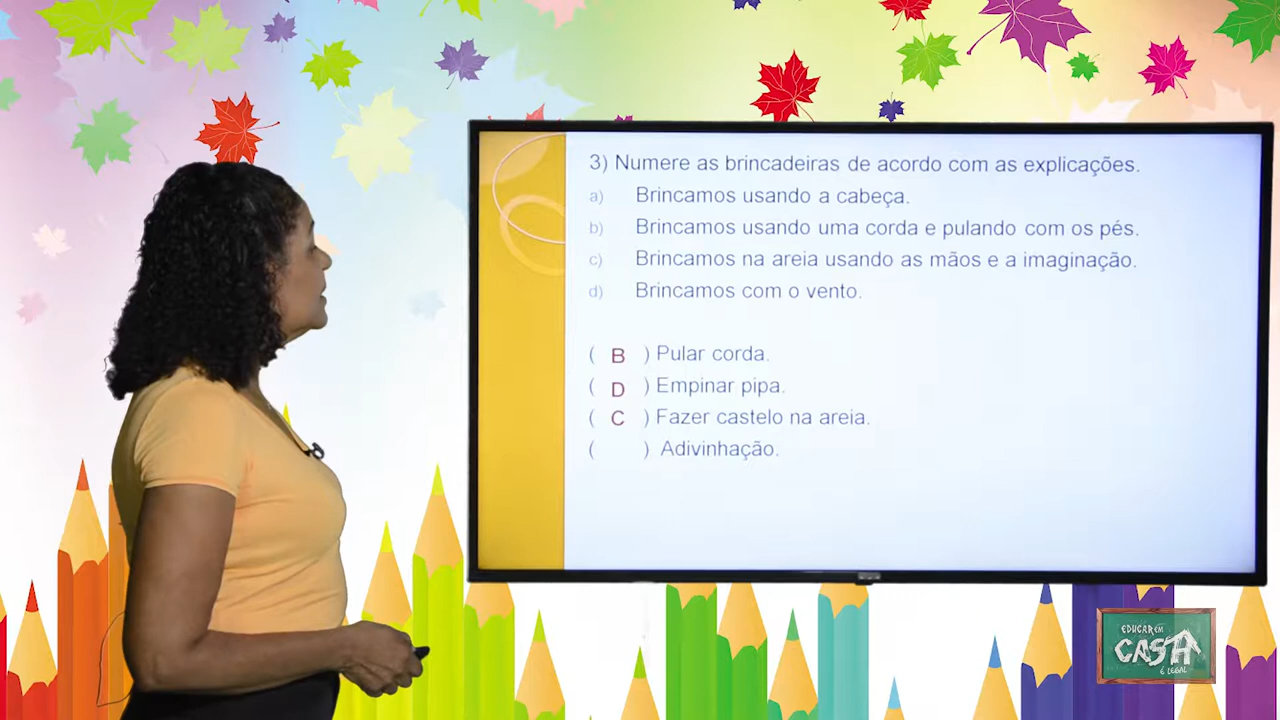 3) Numere as brincadeiras de acordo com as explicações.
a) Brincamos usando a cabeça.
b) Brincamos usando uma corda e pulando com os pés.
c) Brincamos na areia usando as mãos e a imaginação.
d) Brincamos com o vento.
( B ) Pular corda.
( D ) Empinar pipa.
( C ) Fazer castelo na areia.
( ) Adivinhação.
EDUCAR EM
CASA
É LEGAL